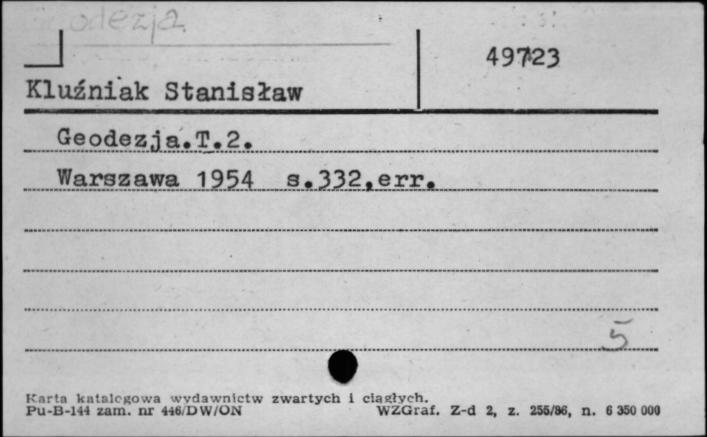 odezja
49723
Kluźniak Stanisław
Geodezja.T.2.
Warszawa 1954 s.332,err.
5
Karta katalogowa wydawnictw zwartych i ciągłych.
Pu-B-144 zam. nr 446/DW/ON WZGraf. Z-d 2, z. 255/86, n. 6 350 000